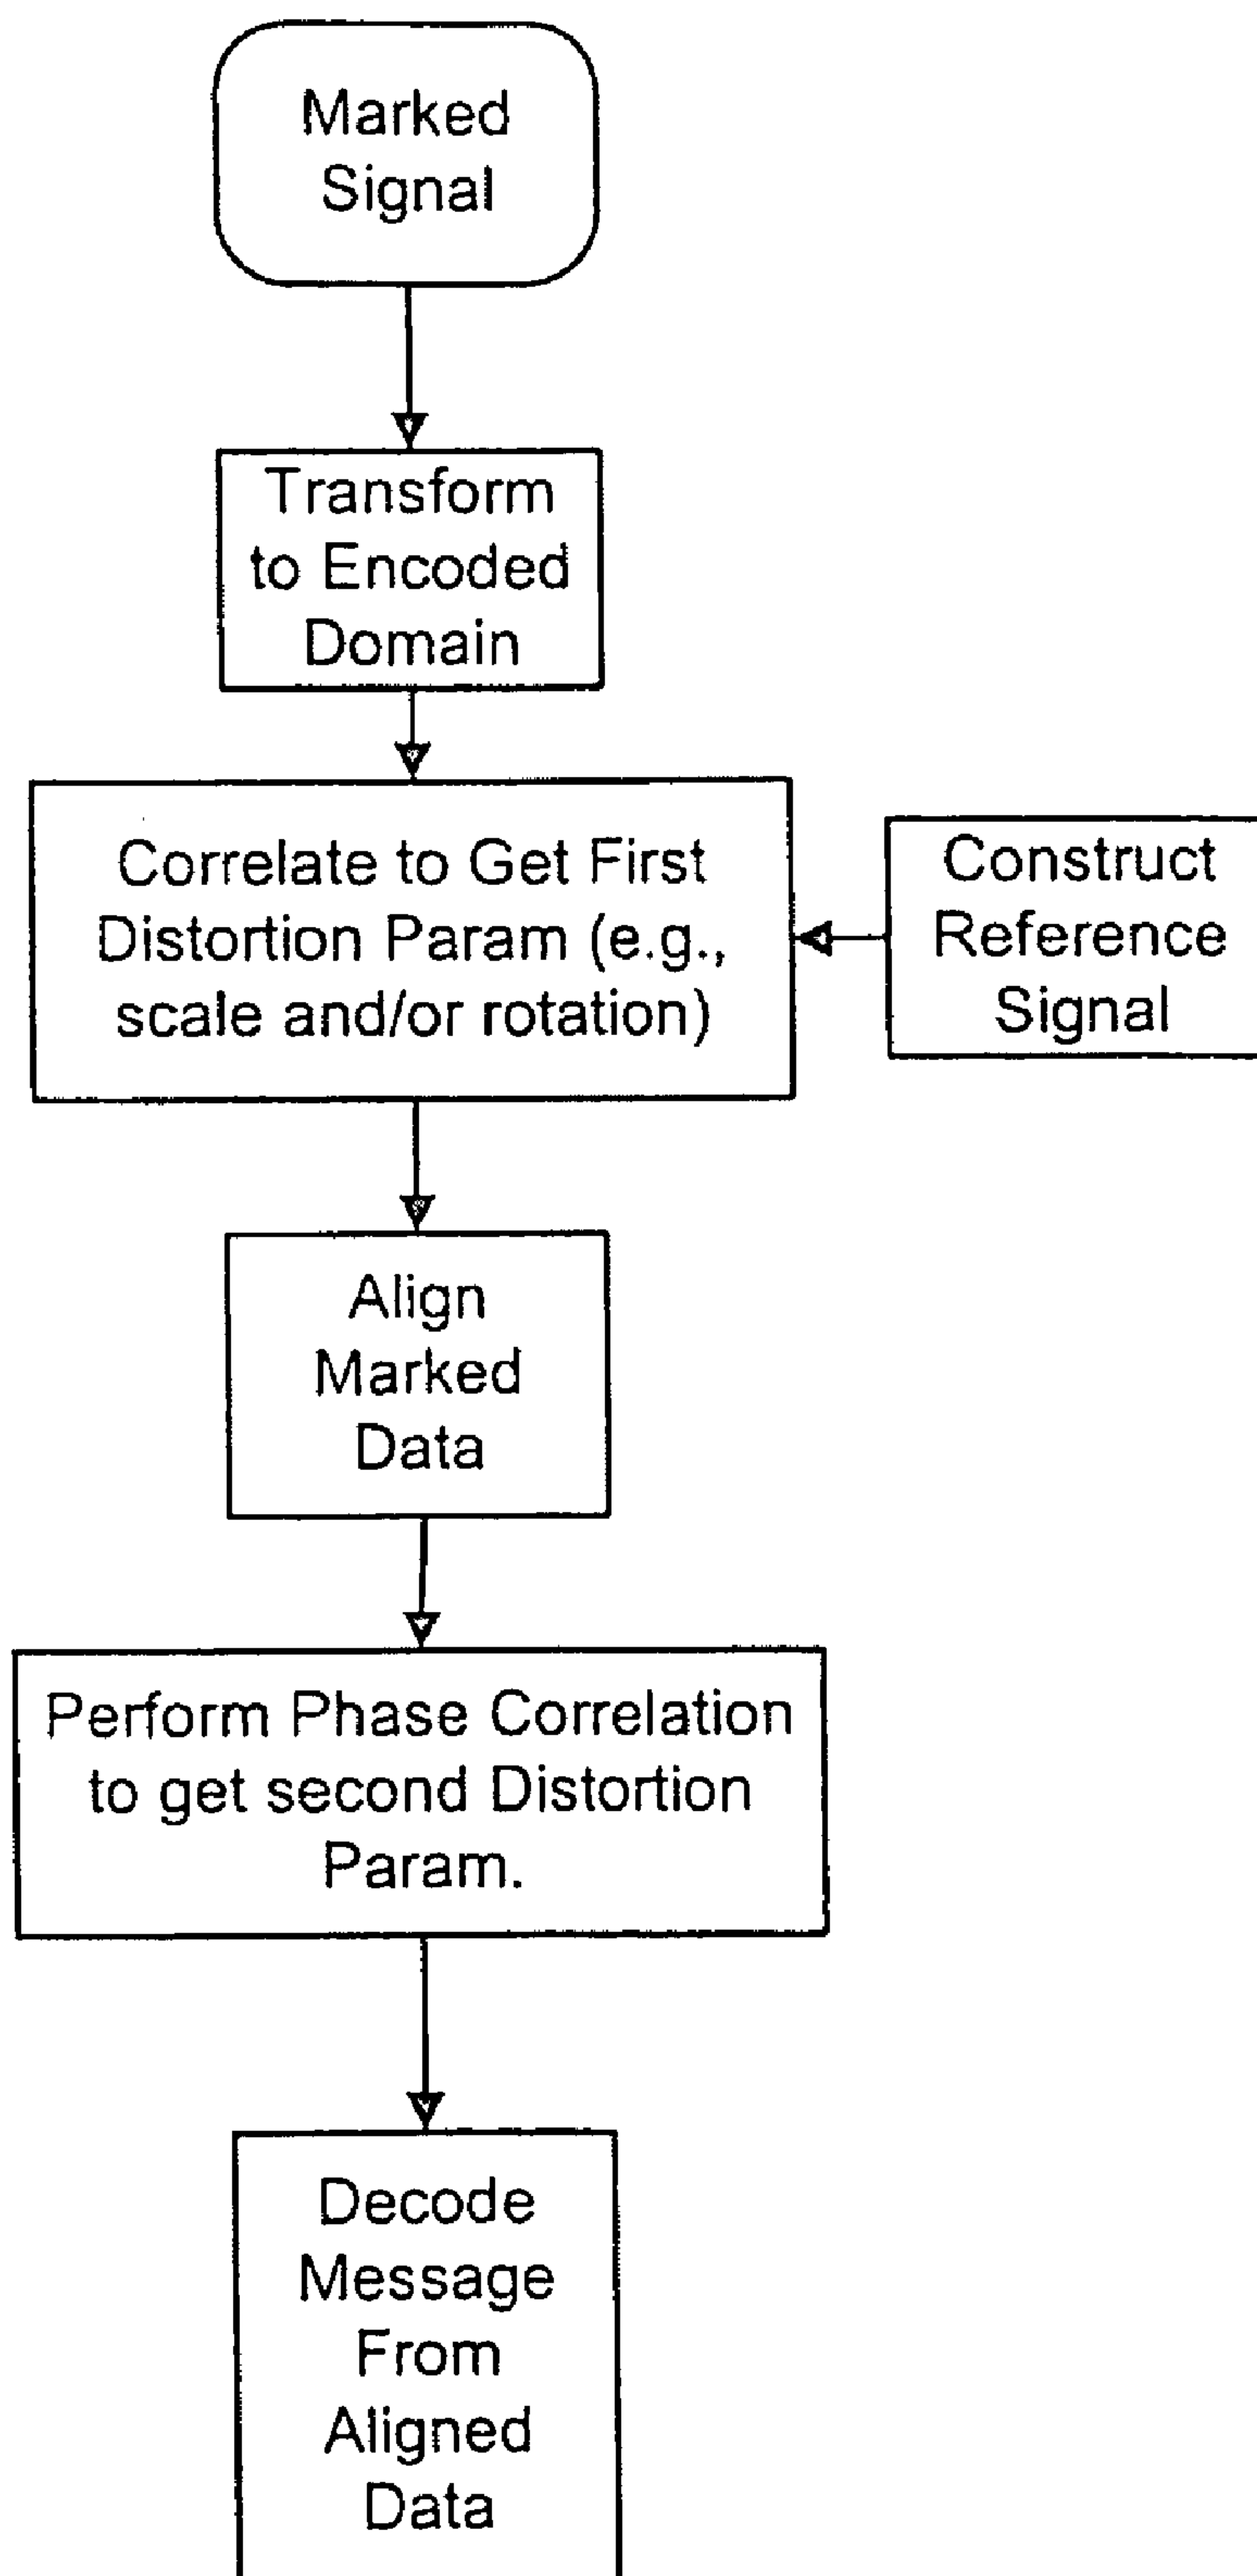 Marked
Signal
Transform
to Encoded
Domain
Correlate to Get First
Distortion Param (e.g.,
scale and/or rotation)
Construct
Reference
Signal
Align
Marked
Data
Perform Phase Correlation
to get second Distortion
Param.
Decode
Message
From
Aligned
Data